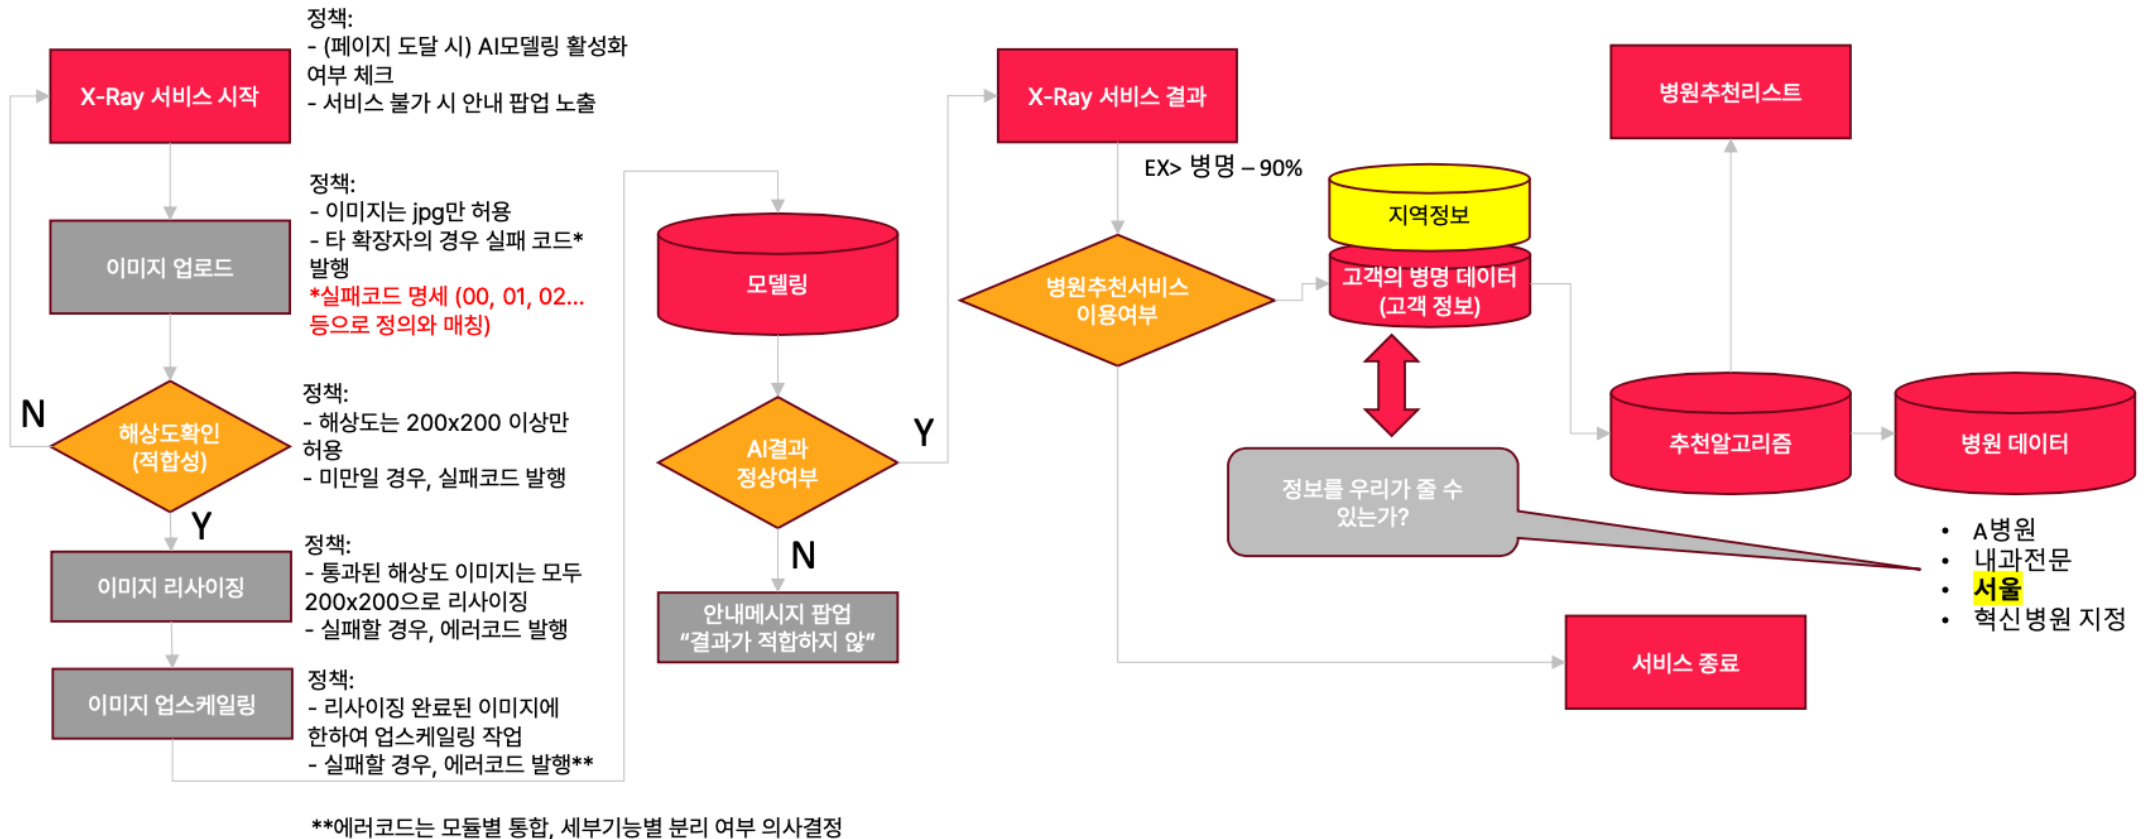 정책:
- (페이지 도달 시) AI모델링 활성화
여부 체크
- 서비스 불가 시 안내 팝업 노출
X-Ray 서비스 시작
정책:
- 이미지는 jpg만 허용
- 타 확장자의 경우 실패 코드*
발행
*실패코드 명세 (00, 01, 02...
등으로 정의와 매칭)
이미지 업로드
정책:
- 해상도는 200x200 이상만
허용
- 미만일 경우, 실패코드 발행
N
해상도확인
(적합성)
Y
정책:
- 통과된 해상도 이미지는 모두
200x200으로 리사이징
- 실패할 경우, 에러코드 발행
이미지 리사이징
정책:
- 리사이징 완료된 이미지에
한하여 업스케일링 작업
- 실패할 경우, 에러코드 발행**
이미지 업스케일링
**에러코드는 모듈별 통합, 세부기능별 분리 여부 의사결정
모델링
AI결과
정상여부
Y
N
안내메시지 팝업
“결과가 적합하지 않”
X-Ray 서비스 결과
EX> 병명 – 90%
병원추천서비스
이용여부
지역정보
고객의 병명 데이터
(고객 정보)
정보를 우리가 줄 수
있는가?
병원추천리스트
추천알고리즘
병원 데이터
• A병원
• 내과전문
• 서울
• 혁신병원 지정
서비스 종료